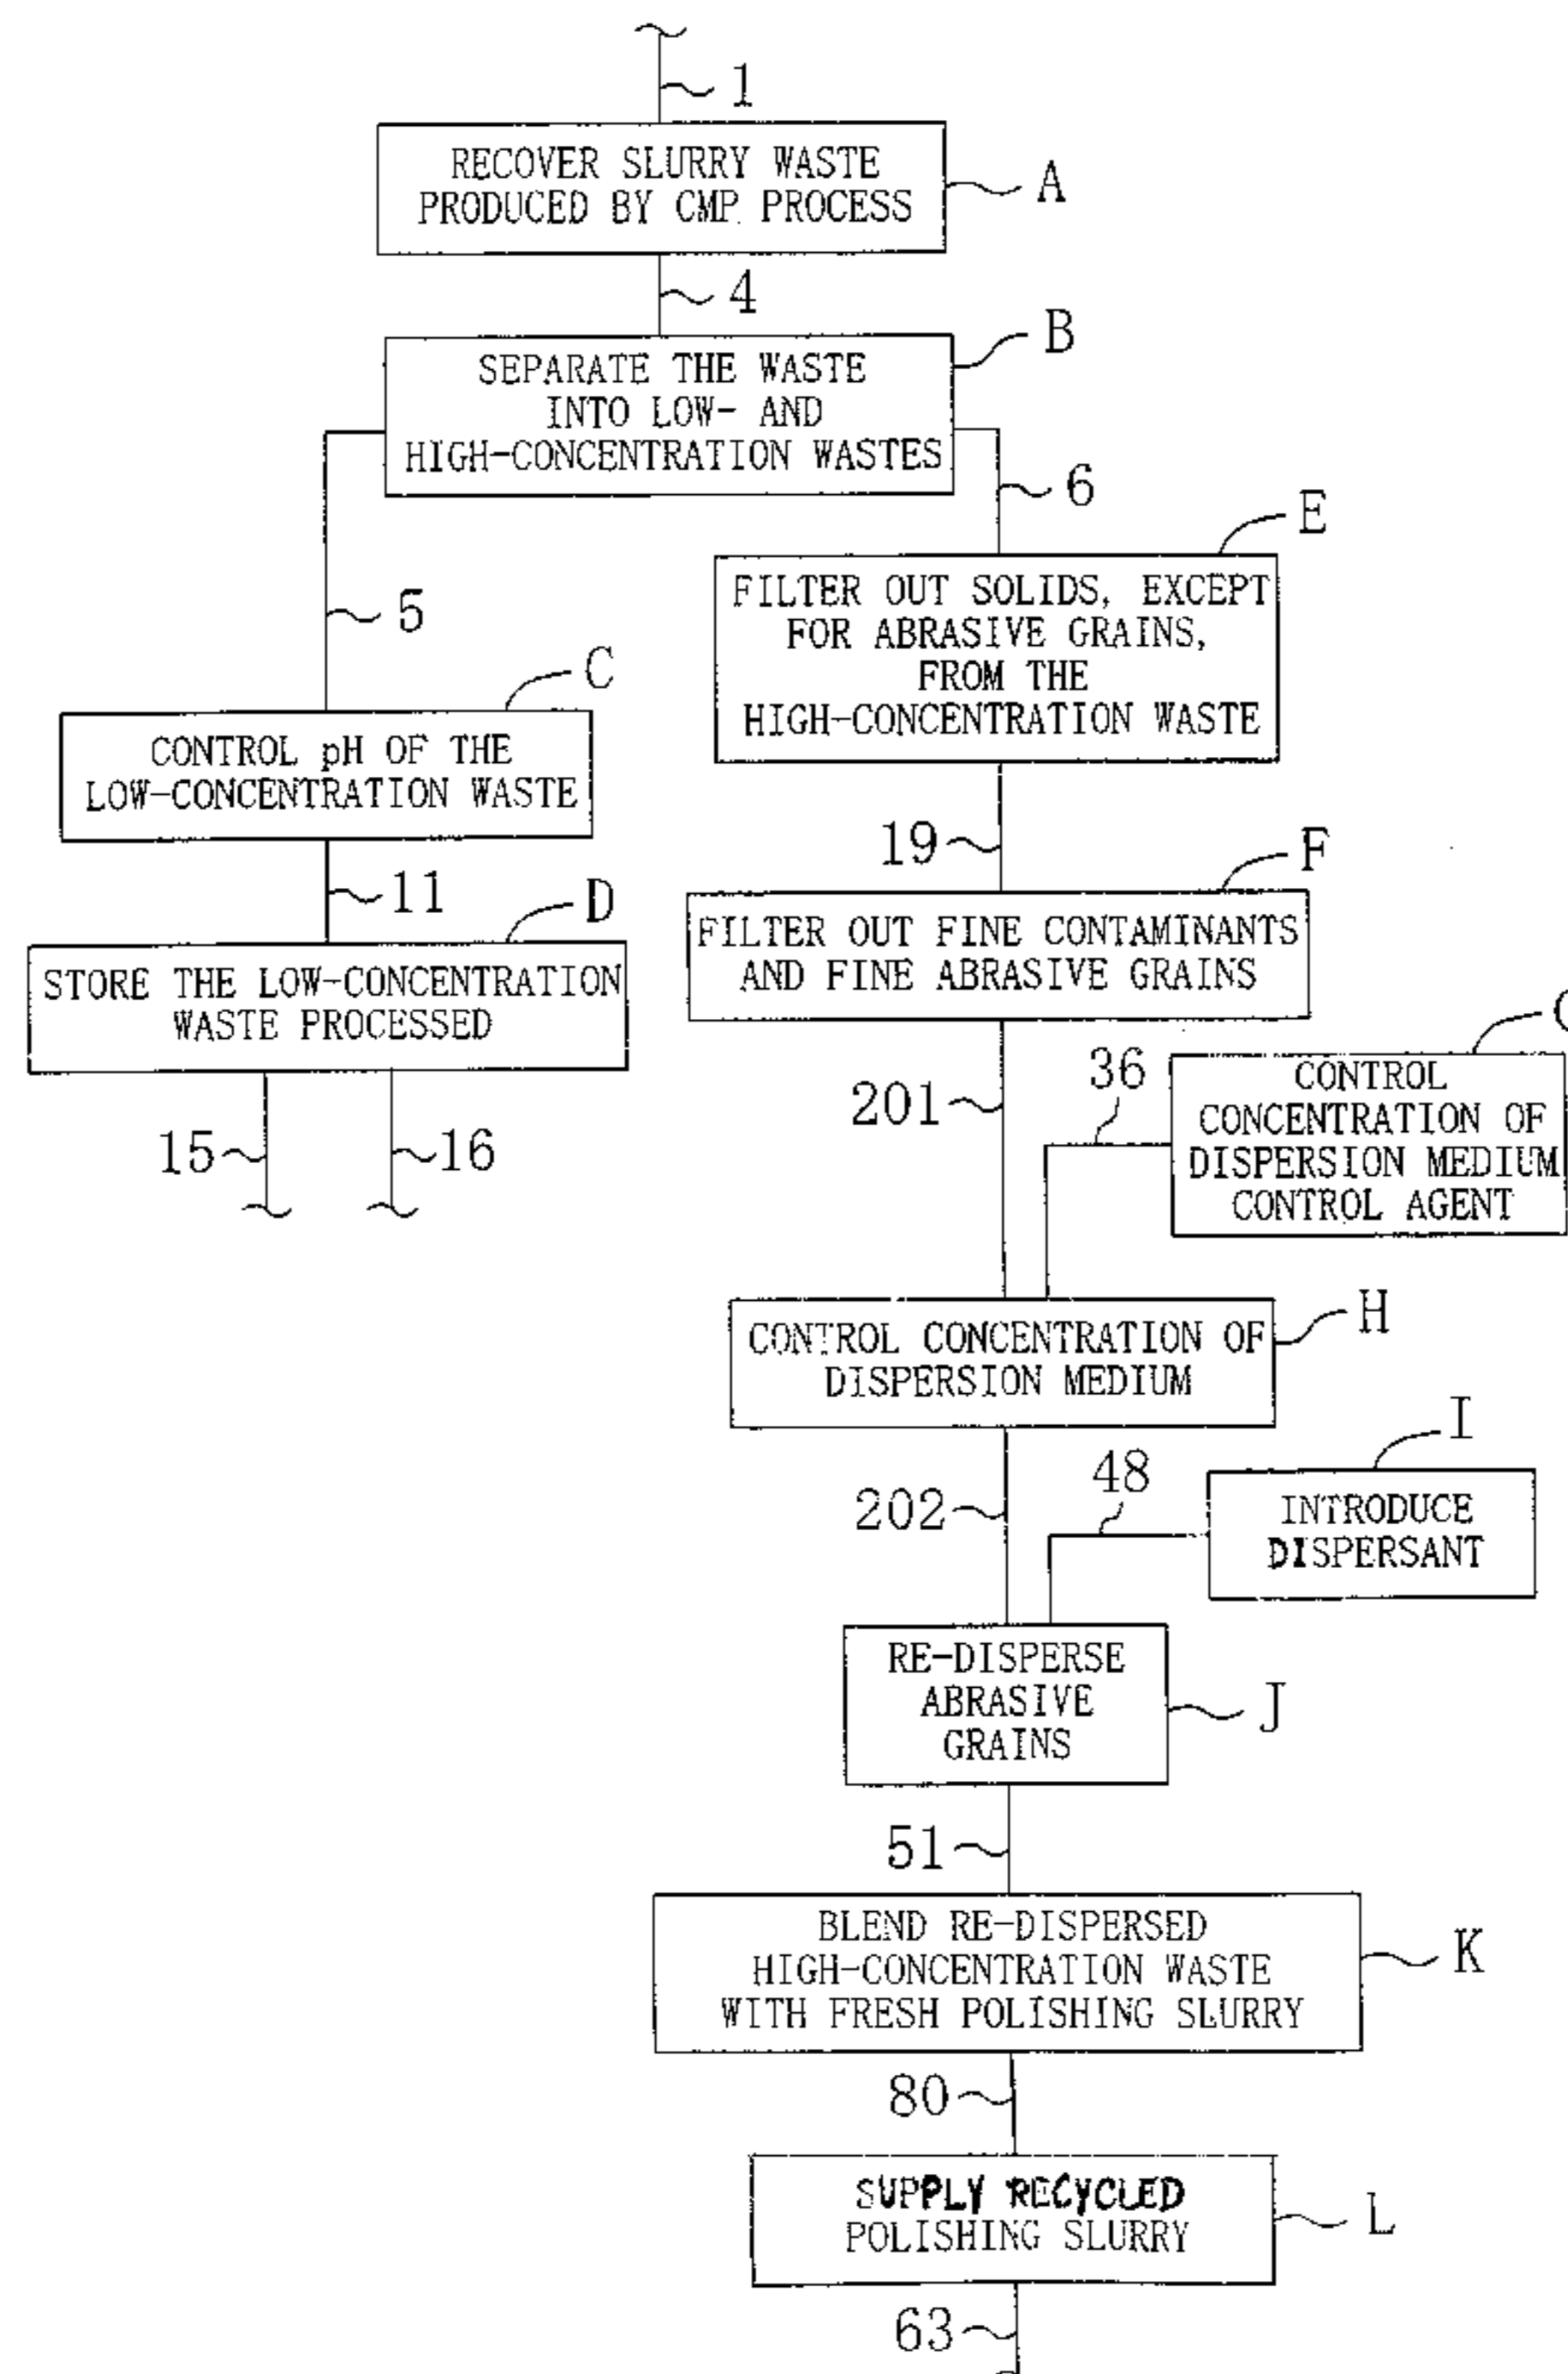 1
RECOVER SLURRY WASTE
PRODUCED BY CMP PROCESS
A
4
B
SEPARATE THE WASTE
INTO LOW- AND
HIGH-CONCENTRATION WASTES
6
E
5
FILTER OUT SOLIDS, EXCEPT
FOR ABRASIVE GRAINS,
FROM THE
HIGH-CONCENTRATION WASTE
C
CONTROL pH OF THE
LOW-CONCENTRATION WASTE
19
F
11
D
FILTER OUT FINE CONTAMINANTS
AND FINE ABRASIVE GRAINS
STORE THE LOW-CONCENTRATION
WASTE PROCESSED
15
16
201
36
CONTROL
CONCENTRATION OF
DISPERSION MEDIUM
CONTROL AGENT
H
CONTROL CONCENTRATION OF
DISPERSION MEDIUM
I
202
48
INTRODUCE
DISPERSANT
RE-DISPERSE
ABRASIVE
GRAINS
J
51
BLEND RE-DISPERSED
HIGH-CONCENTRATION WASTE
WITH FRESH POLISHING SLURRY
K
80
SUPPLY RECYCLED
POLISHING SLURRY
L
63